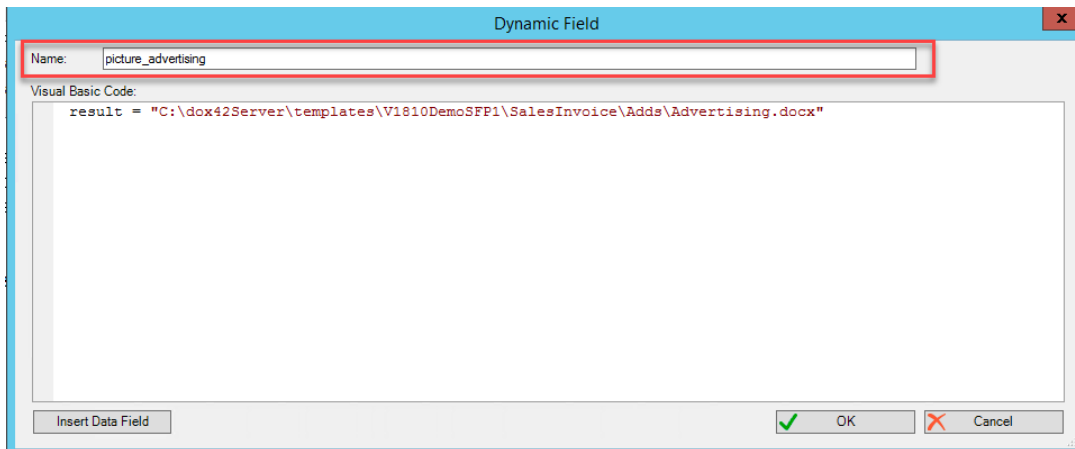 Dynamic Field
x
Name: picture_advertising
Visual Basic Code:
result = "C:\dox42Server\templates\V1810DemoSFP1\SalesInvoice\Adds\Advertising.docx"
Insert Data Field OK Cancel